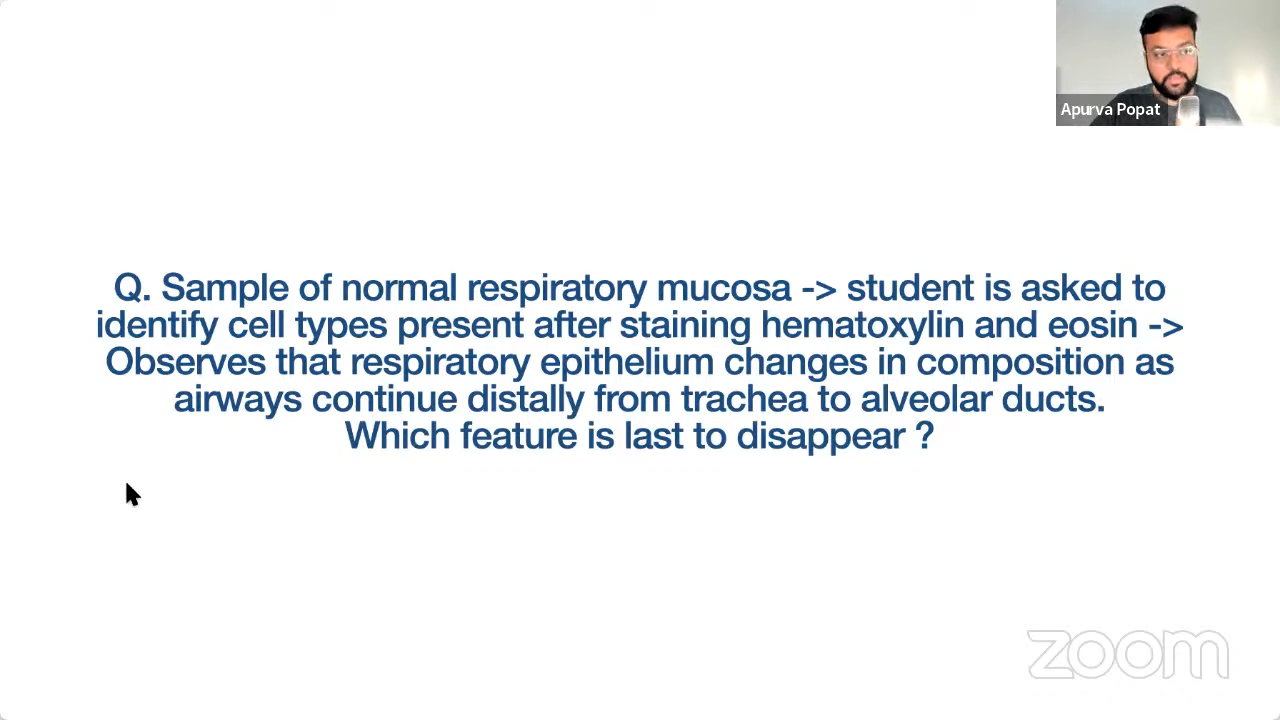 Apurva Popat
Q. Sample of normal respiratory mucosa -> student is asked to
identify cell types present after staining hematoxylin and eosin ->
Observes that respiratory epithelium changes in composition as
airways continue distally from trachea to alveolar ducts.
Which feature is last to disappear ?
zoom